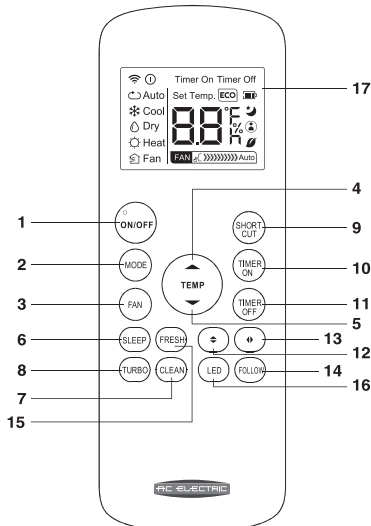 Timer On Timer Off
Auto Set Temp. ECO
Cool
Dry
Heat
Fan
88 °F % h
FAN Auto
17
4
1 ON/OFF
SHORT CUT 9
2 MODE
TEMP
TIMER ON 10
3 FAN
TIMER OFF 11
5
6 SLEEP FRESH
13
12
8 TURBO CLEAN LED FOLLOW 14
7
16
15
AC ELECTRIC